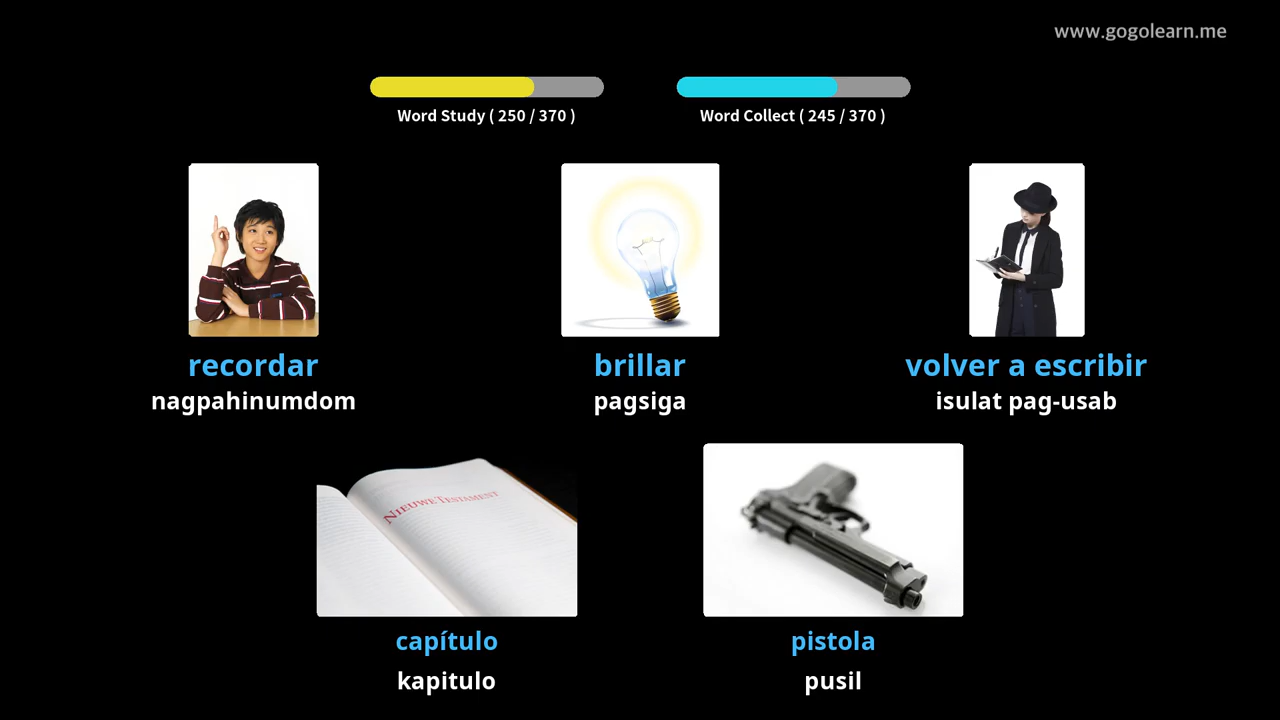 www.gogolearn.me
Word Study ( 250 / 370 )
Word Collect ( 245 / 370 )
recordar
nagpahinumdom
brillar
pagsiga
volver a escribir
isulat pag-usab
NIEUWE TESTAMENT
capítulo
kapitulo
pistola
pusil